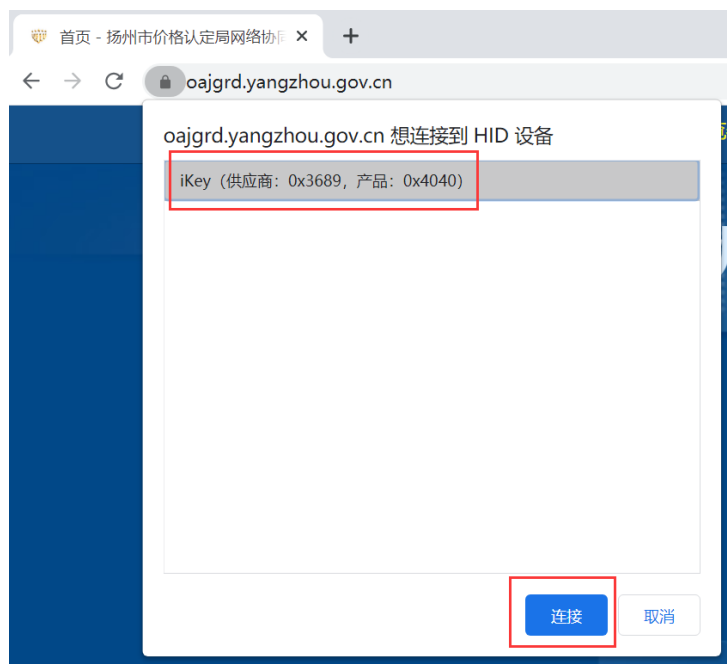 首页 - 扬州市价格认定局网络协同
oajgrd.yangzhou.gov.cn
oajgrd.yangzhou.gov.cn 想连接到 HID 设备
iKey（供应商：0x3689，产品：0x4040）
连接
取消